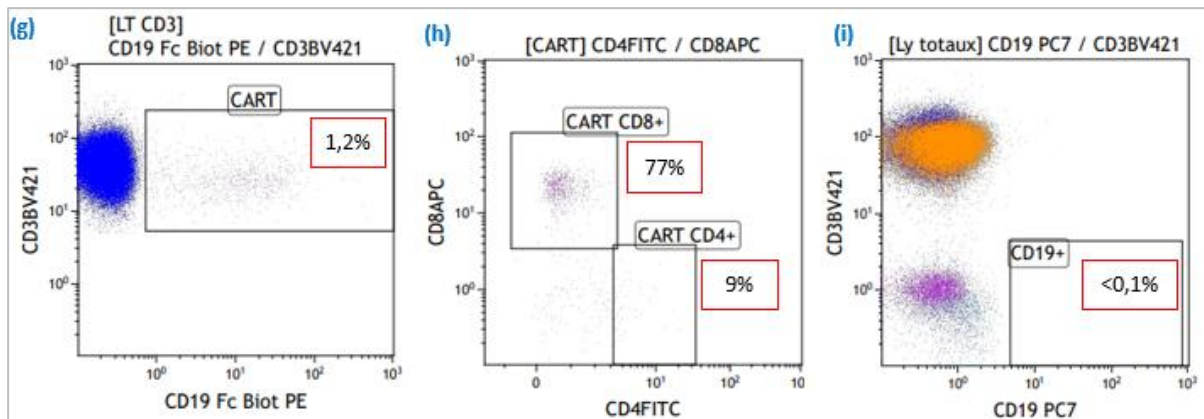 (g)
[LT CD3]
CD19 Fc Biot PE / CD3BV421
10³
10²
10¹
10⁰
CD3BV421
CART
1,2%
10⁰
10¹
10²
10³
CD19 Fc Biot PE
(h)
[CART] CD4FITC / CD8APC
10³
10²
10¹
10⁰
CD8APC
CART CD8+
77%
CART CD4+
9%
0
10¹
10²
10
CD4FITC
(i)
[Ly totaux] CD19 PC7 / CD3BV421
10³
10²
10¹
10⁰
CD3BV421
CD19+
<0,1%
10⁰
10¹
10²
10³
CD19 PC7